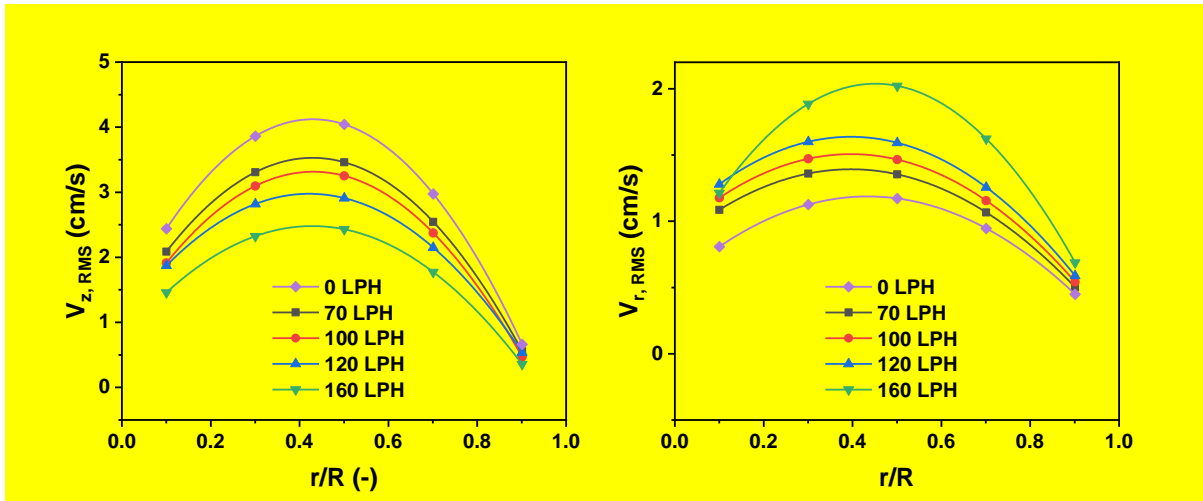 V_z, RMS (cm/s)
5
4
3
2
1
0
0 LPH
70 LPH
100 LPH
120 LPH
160 LPH
0.0 0.2 0.4 0.6 0.8 1.0
r/R (-)
V_r, RMS (cm/s)
2
1
0
0 LPH
70 LPH
100 LPH
120 LPH
160 LPH
0.0 0.2 0.4 0.6 0.8 1.0
r/R